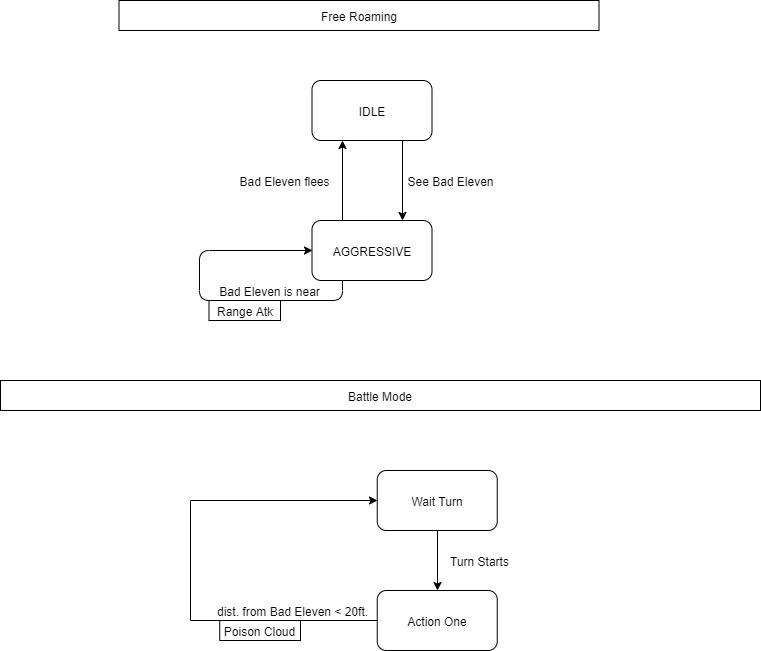 Free Roaming
IDLE
Bad Eleven flees
See Bad Eleven
AGGRESSIVE
Bad Eleven is near
Range Atk
Battle Mode
Wait Turn
Turn Starts
dist. from Bad Eleven < 20ft.
Poison Cloud
Action One